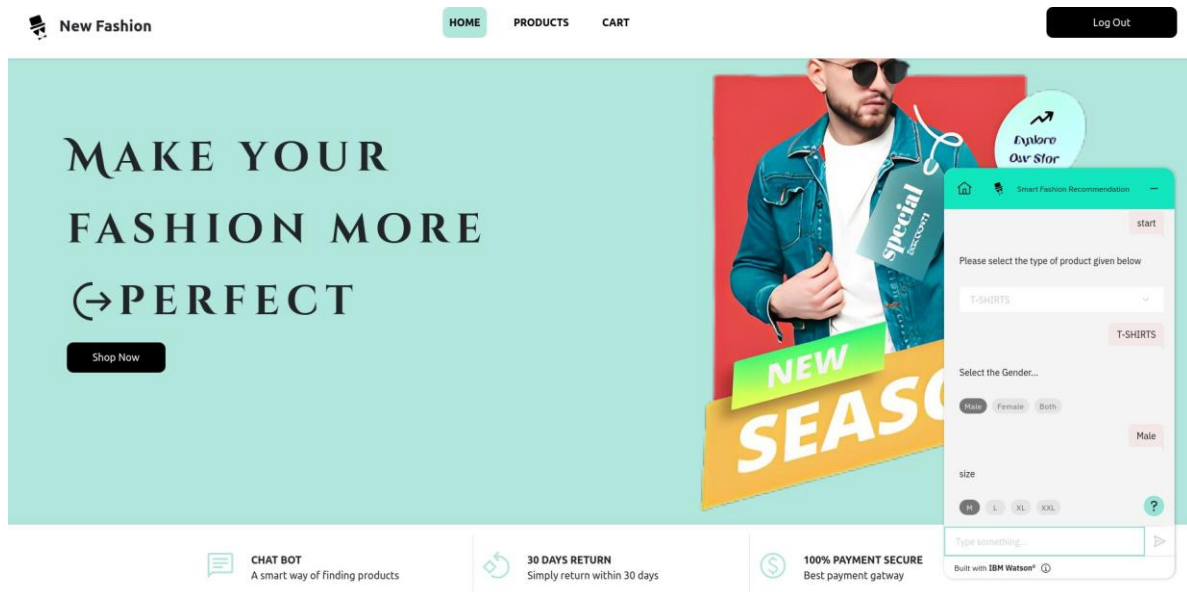 New Fashion
HOME
PRODUCTS
CART
Log Out
MAKE YOUR
FASHION MORE
PERFECT
Shop Now
special
NEW
SEASO
Explore
Our Stor
Smart Fashion Recommendation
start
Please select the type of product given below
T-SHIRTS
T-SHIRTS
Select the Gender...
Male
Female
Both
Male
size
M
L
XL
XXL
?
Type something...
Built with IBM Watson®
CHAT BOT
A smart way of finding products
30 DAYS RETURN
Simply return within 30 days
100% PAYMENT SECURE
Best payment gatway